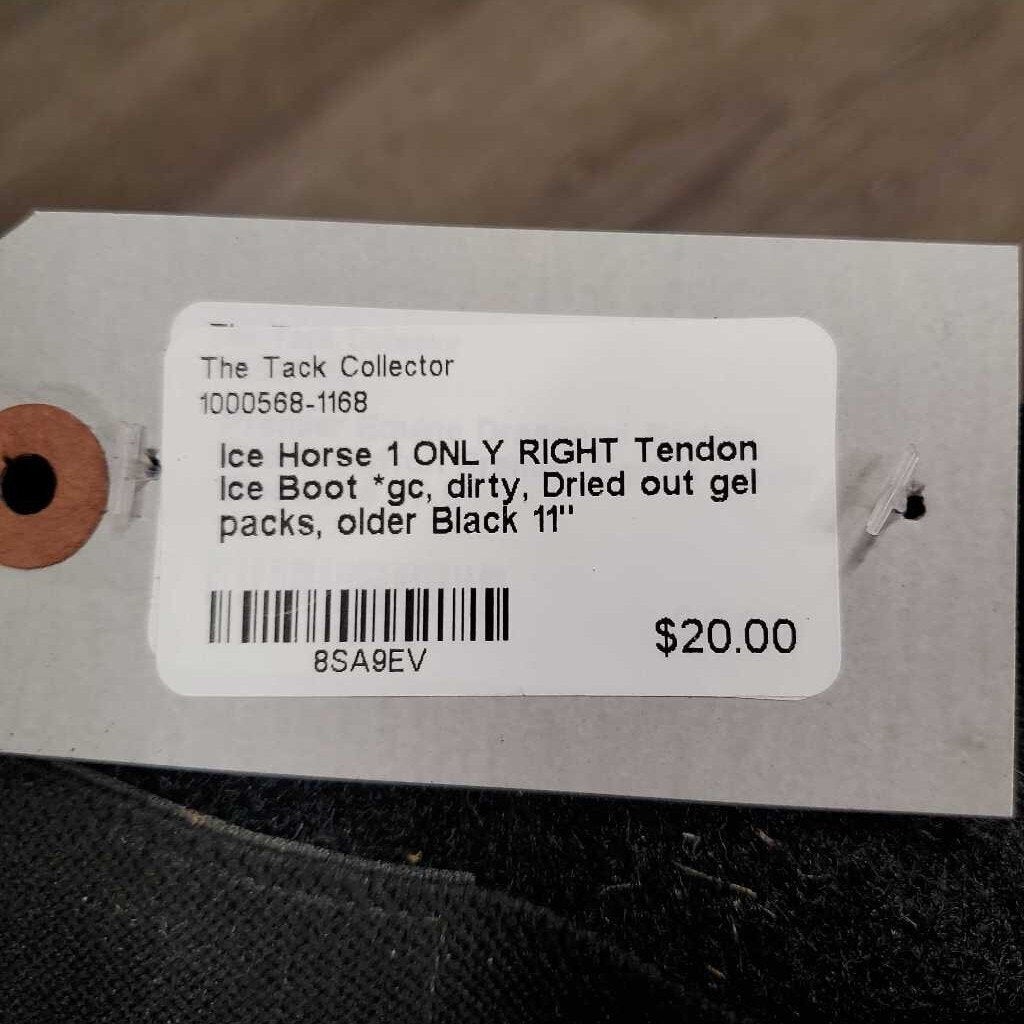 The Tack Collector
1000568-1168
Ice Horse 1 ONLY RIGHT Tendon
Ice Boot *gc, dirty, Dried out gel
packs, older Black 11"
8SA9EV
$20.00